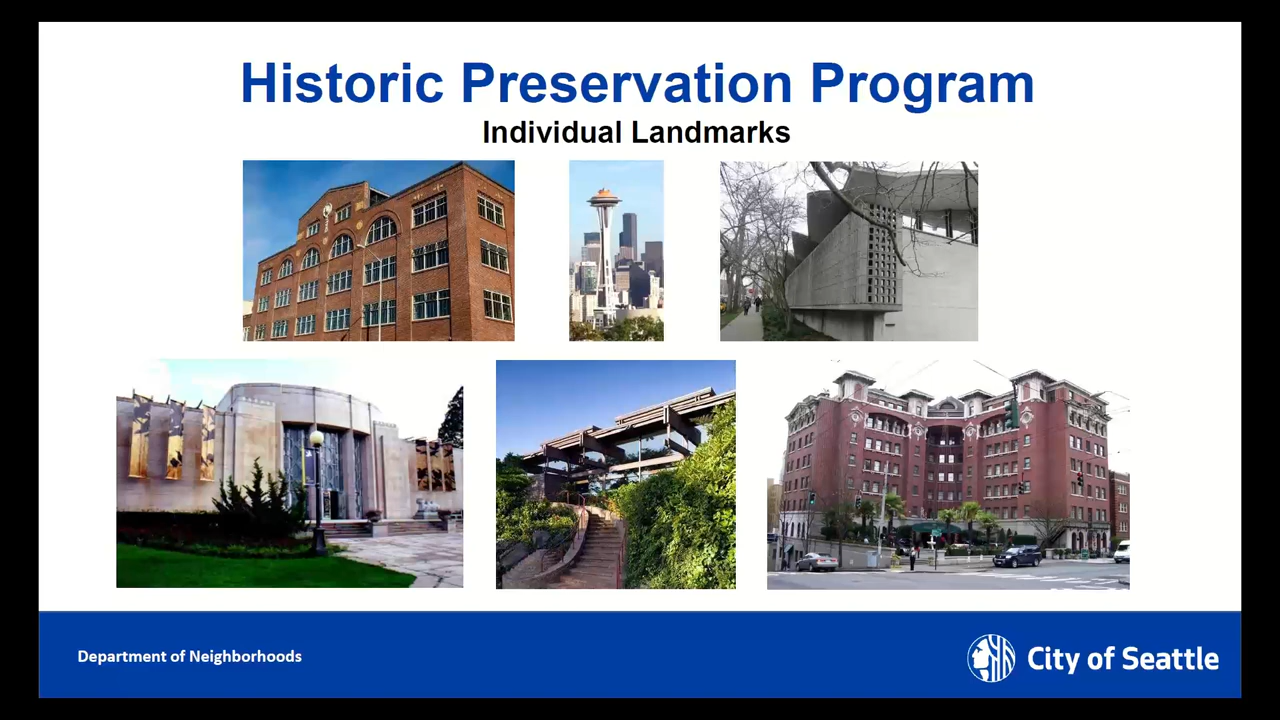 Historic Preservation Program
Individual Landmarks
Department of Neighborhoods
City of Seattle